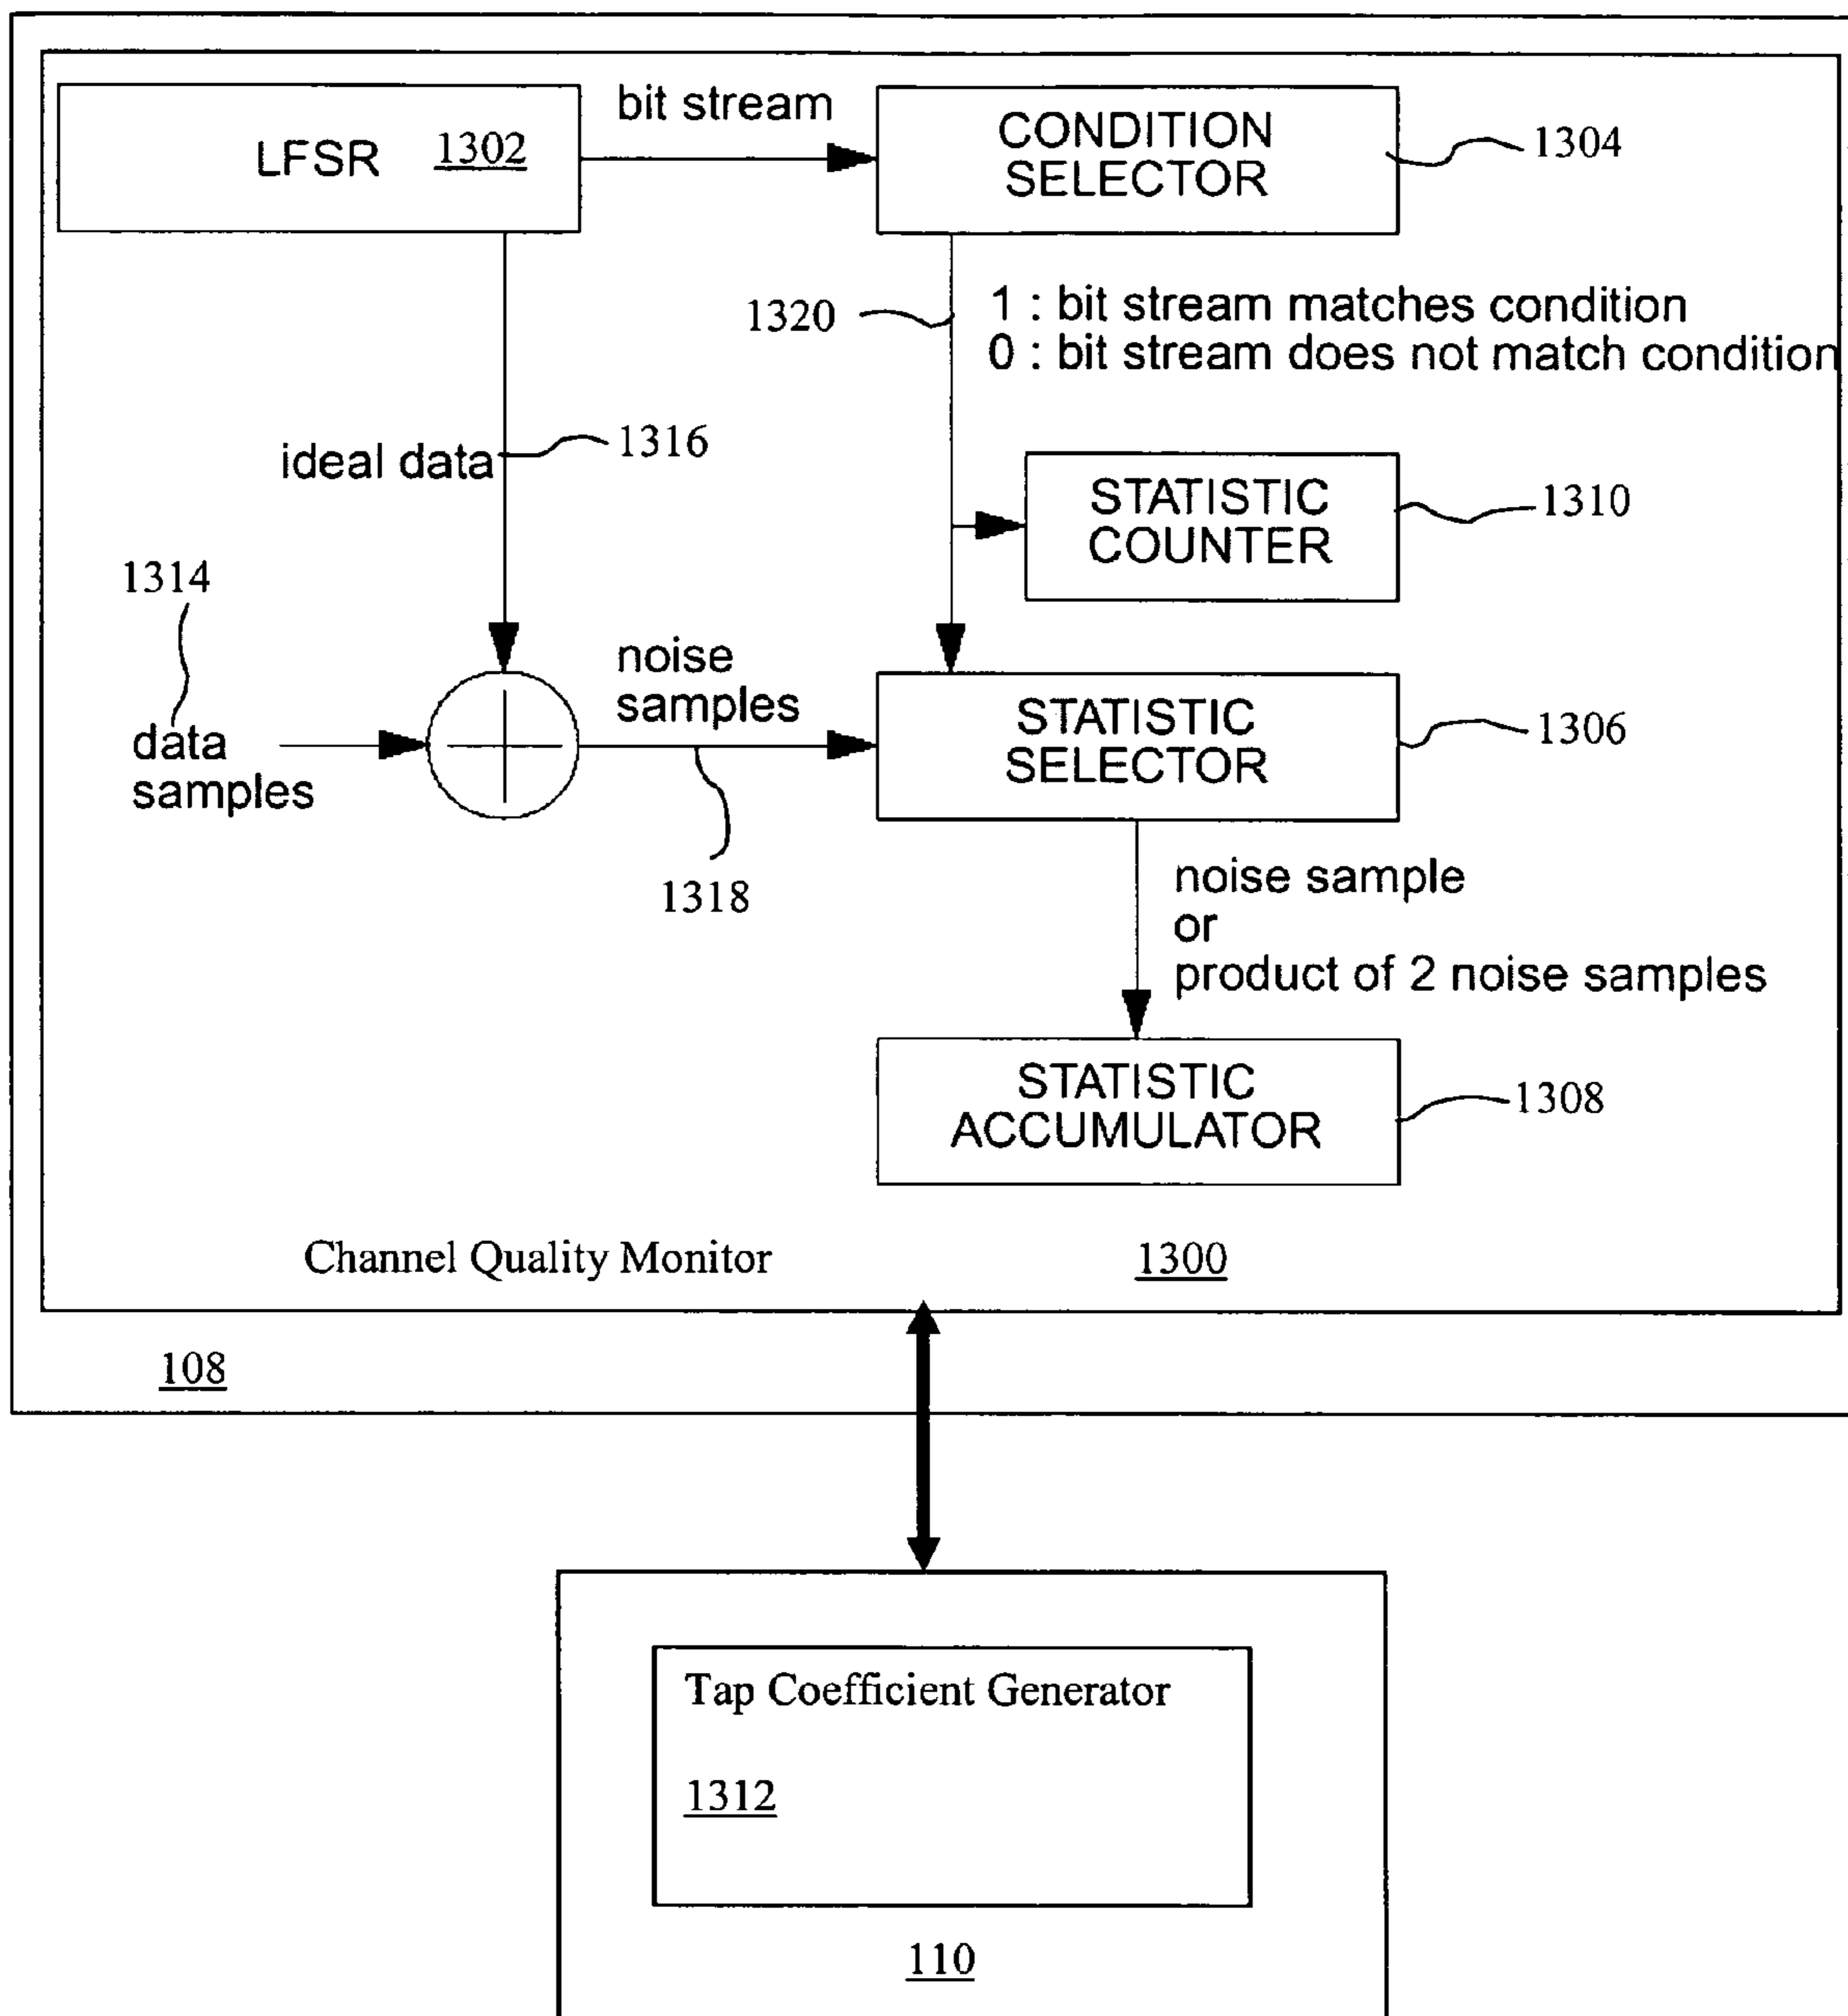 bit stream
LFSR 1302
CONDITION
SELECTOR
1304
1320
1 : bit stream matches condition
0 : bit stream does not match condition
ideal data
1316
STATISTIC
COUNTER
1310
1314
data
samples
noise
samples
1318
STATISTIC
SELECTOR
1306
noise sample
or
product of 2 noise samples
STATISTIC
ACCUMULATOR
1308
Channel Quality Monitor 1300
108
Tap Coefficient Generator
1312
110